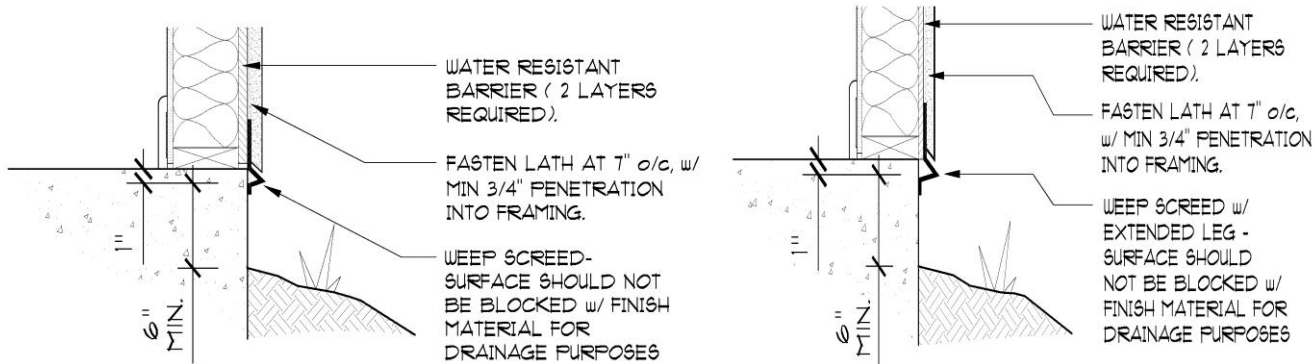 WATER RESISTANT
BARRIER ( 2 LAYERS
REQUIRED).
FASTEN LATH AT 7" o/c, w/
MIN 3/4" PENETRATION
INTO FRAMING.
WEEP SCREED-
SURFACE SHOULD NOT
BE BLOCKED w/ FINISH
MATERIAL FOR
DRAINAGE PURPOSES
1"
6"
MIN.
WATER RESISTANT
BARRIER ( 2 LAYERS
REQUIRED).
FASTEN LATH AT 7" o/c,
w/ MIN 3/4" PENETRATION
INTO FRAMING.
WEEP SCREED w/
EXTENDED LEG -
SURFACE SHOULD
NOT BE BLOCKED w/
FINISH MATERIAL FOR
DRAINAGE PURPOSES
1"
6"
MIN.